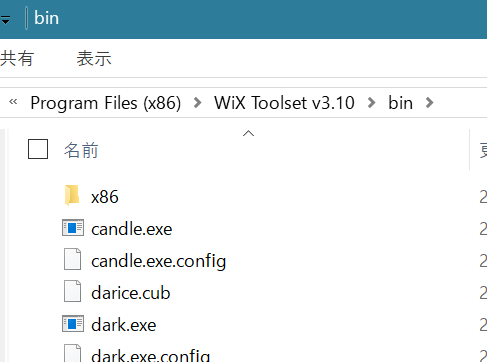 bin
共有 表示
« Program Files (x86) > WiX Toolset v3.10 > bin >
名前
x86
candle.exe
candle.exe.config
darice.cub
dark.exe
dark.exe.config